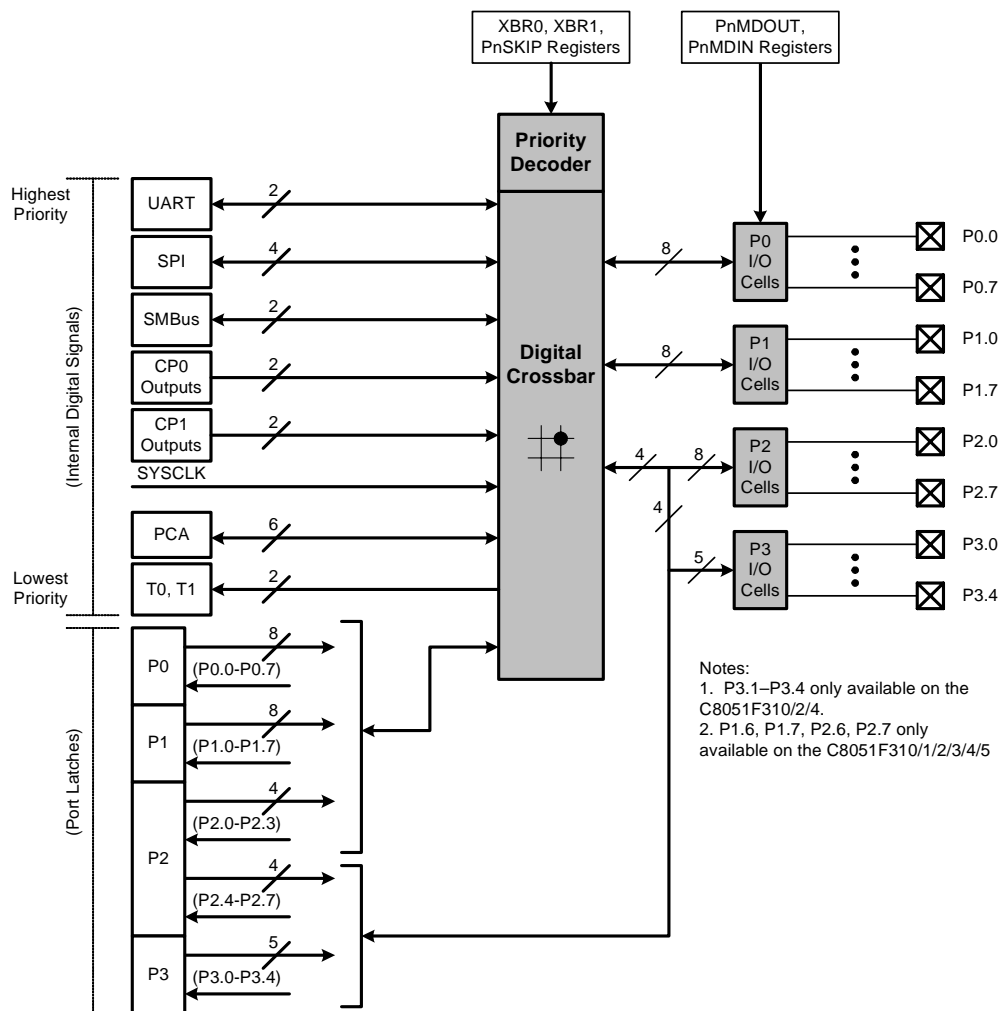 XBR0, XBR1,
PnSKIP Registers
PnMDOUT,
PnMDIN Registers
Priority
Decoder
Highest
Priority
(Internal Digital Signals)
Lowest
Priority
UART
2
SPI
4
SMBus
2
CP0
Outputs
2
CP1
Outputs
2
SYSCLK
PCA
6
T0, T1
2
Digital
Crossbar
8
P0
I/O
Cells
P0.0
P0.7
8
P1
I/O
Cells
P1.0
P1.7
4
8
P2
I/O
Cells
P2.0
P2.7
4
5
P3
I/O
Cells
P3.0
P3.4
(Port Latches)
P0
8
(P0.0-P0.7)
P1
8
(P1.0-P1.7)
P2
4
(P2.0-P2.3)
4
(P2.4-P2.7)
P3
5
(P3.0-P3.4)
Notes:
1. P3.1–P3.4 only available on the
C8051F310/2/4.
2. P1.6, P1.7, P2.6, P2.7 only
available on the C8051F310/1/2/3/4/5